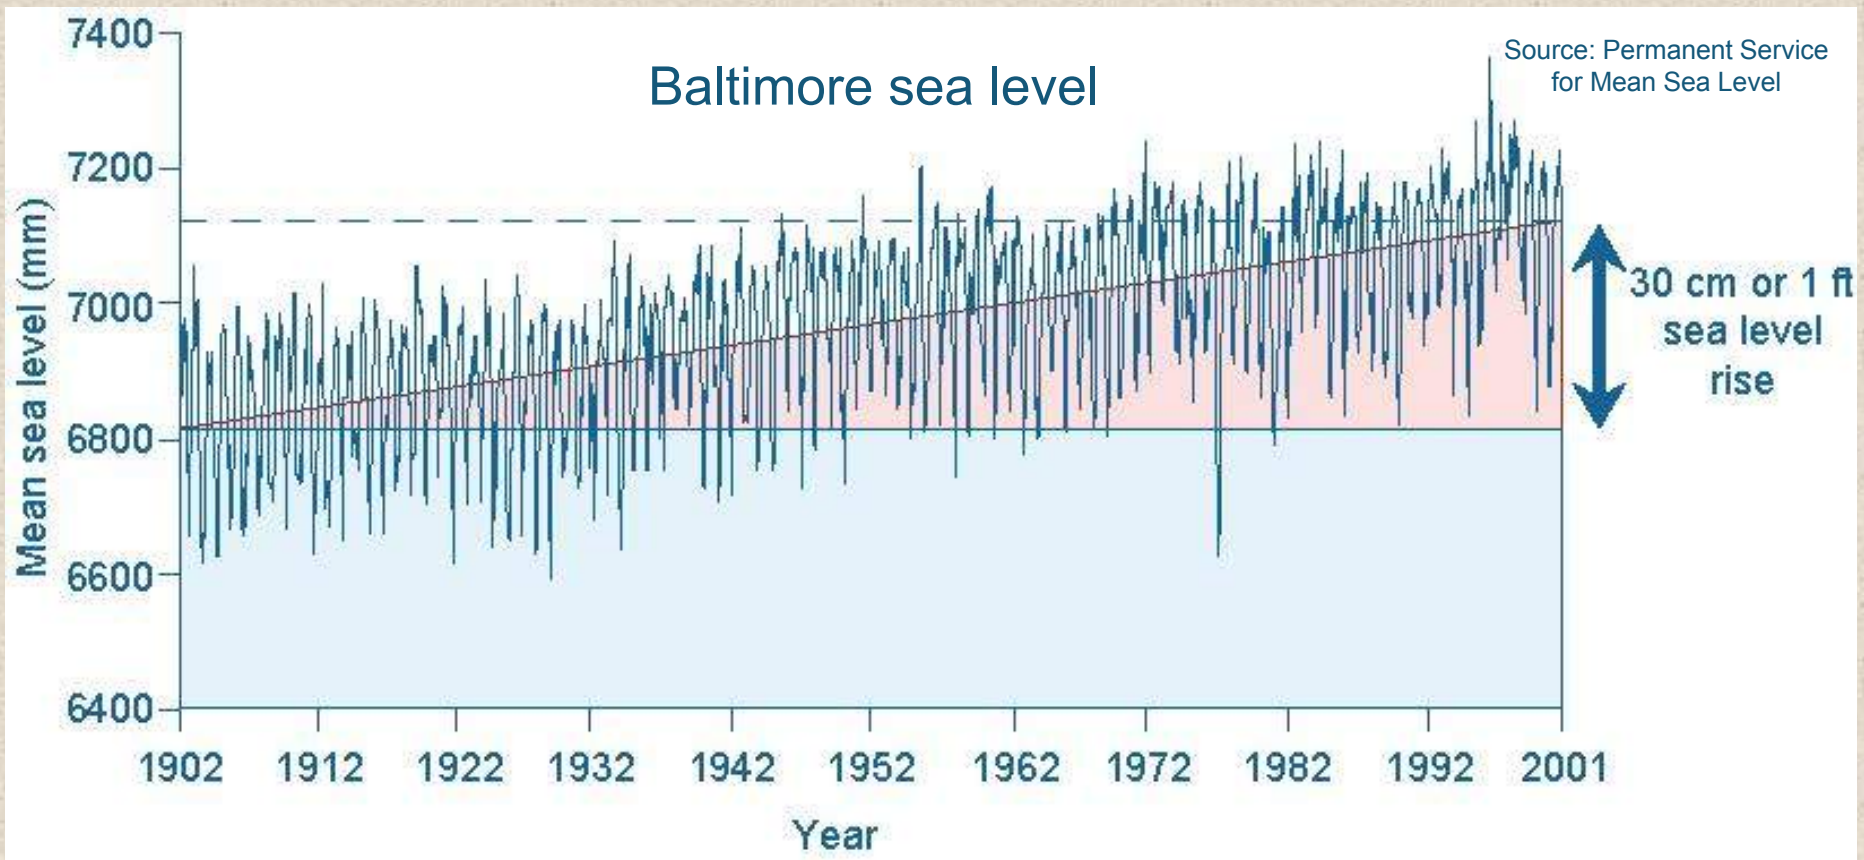 Baltimore sea level
Source: Permanent Service
for Mean Sea Level
Mean sea level (mm)
7400
7200
7000
6800
6600
6400
30 cm or 1 ft
sea level
rise
1902 1912 1922 1932 1942 1952 1962 1972 1982 1992 2001
Year